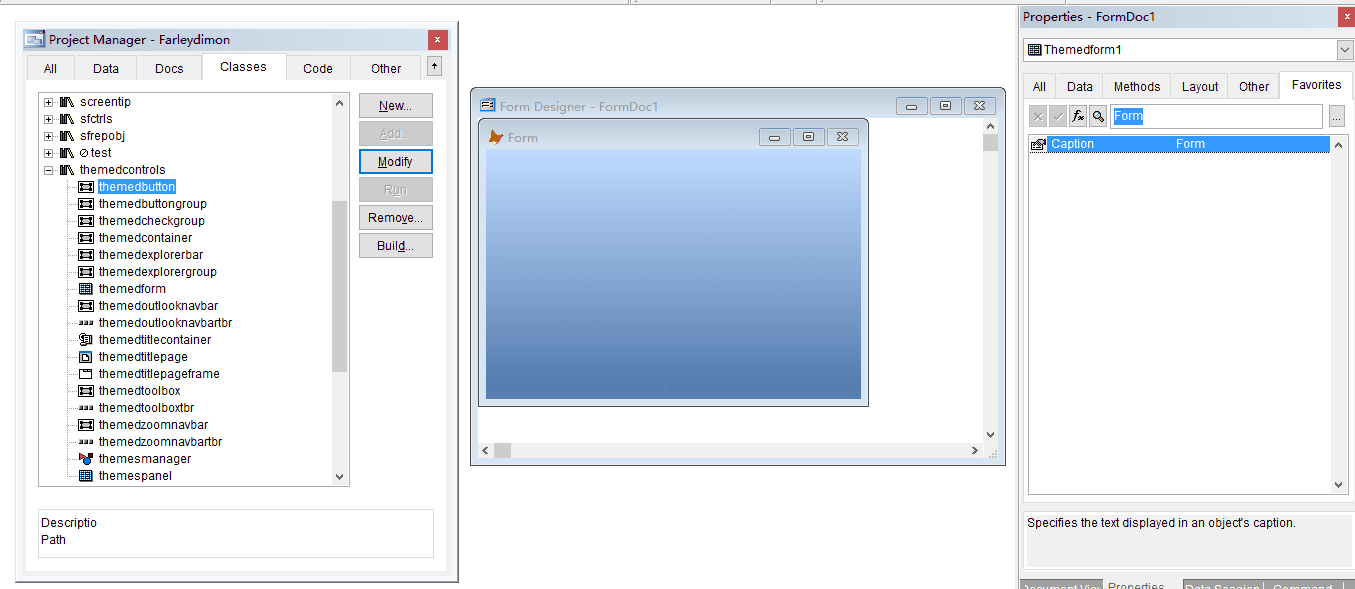 Project Manager - Farleydimon
All Data Docs Classes Code Other
screentip
sfctrls
sfrepobj
test
themedcontrols
themedbutton
themedbuttongroup
themedcheckgroup
themedcontainer
themedexplorerbar
themedexplorergroup
themedform
themedoutlooknavbar
themedoutlooknavbartbr
themedtitlecontainer
themedtitlepage
themedtitlepageframe
themedtoolbox
themedtoolboxtbr
themedzoomnavbar
themedzoomnavbartbr
themesmanager
themespanel
New...
Add...
Modify
Run
Remove...
Build...
Descriptio
Path
Form Designer - FormDoc1
Form
Properties - FormDoc1
Themedform1
All Data Methods Layout Other Favorites
fx Form ...
Caption Form
Specifies the text displayed in an object's caption.
Document View Properties Data Session Command